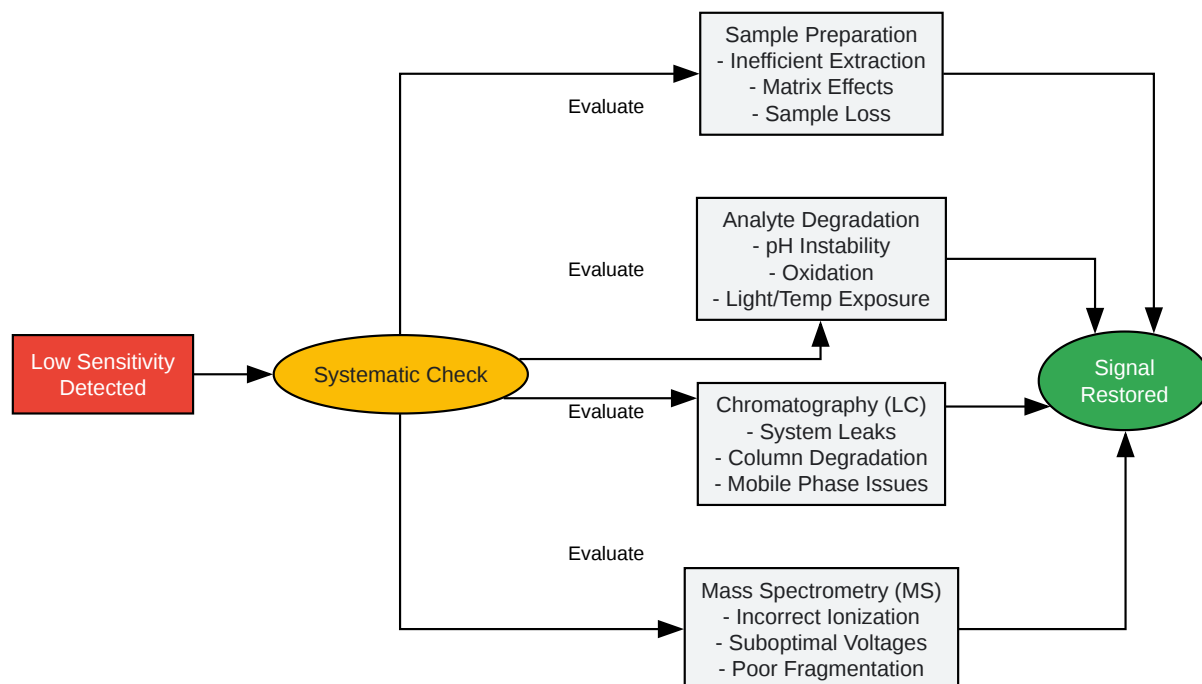 Low Sensitivity
Detected
Systematic Check
Evaluate
Sample Preparation
- Inefficient Extraction
- Matrix Effects
- Sample Loss
Evaluate
Analyte Degradation
- pH Instability
- Oxidation
- Light/Temp Exposure
Evaluate
Chromatography (LC)
- System Leaks
- Column Degradation
- Mobile Phase Issues
Evaluate
Mass Spectrometry (MS)
- Incorrect Ionization
- Suboptimal Voltages
- Poor Fragmentation
Signal
Restored